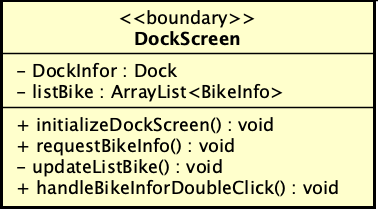 <<boundary>>
DockScreen
- DockInfor : Dock
- listBike : ArrayList<BikeInfo>
+ initializeDockScreen() : void
+ requestBikeInfo() : void
- updateListBike() : void
+ handleBikeInforDoubleClick() : void